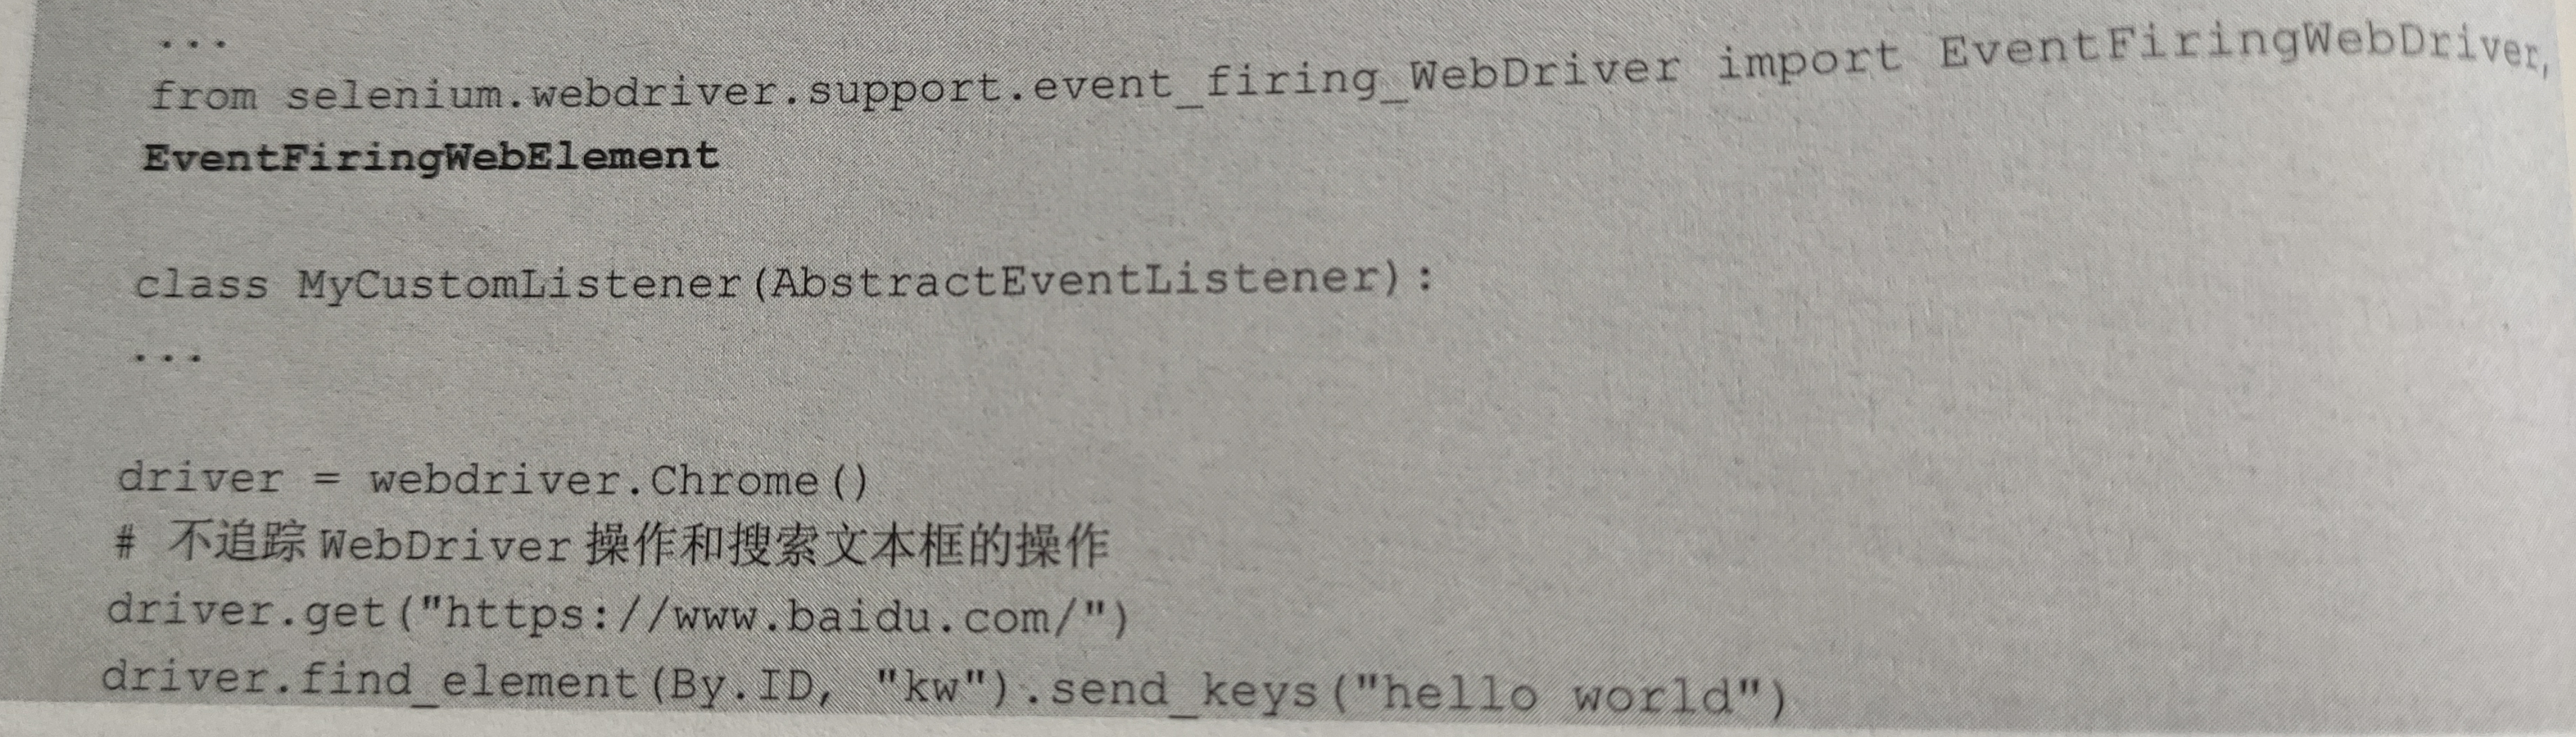 ...
from selenium.webdriver.support.event_firing_WebDriver import EventFiringWebDriver,
EventFiringWebElement
class MyCustomListener(AbstractEventListener):
...
driver = webdriver.Chrome()
# 不追踪 WebDriver 操作和搜索文本框的操作
driver.get("https://www.baidu.com/")
driver.find_element(By.ID, "kw").send_keys("hello world")